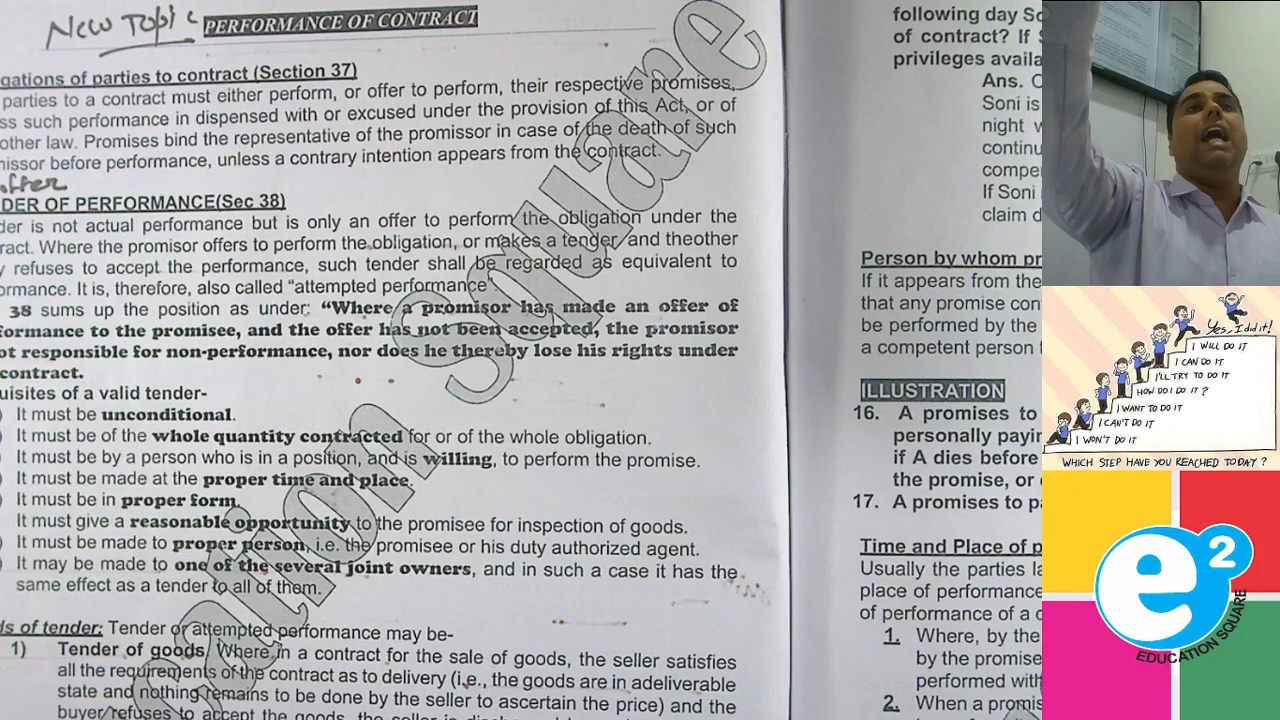 New Topic
PERFORMANCE OF CONTRACT
gations of parties to contract (Section 37)
parties to a contract must either perform, or offer to perform, their respective promises,
ss such performance in dispensed with or excused under the provision of this Act, or of
other law. Promises bind the representative of the promissor in case of the death of such
missor before performance, unless a contrary intention appears from the contract.
offer
DER OF PERFORMANCE(Sec 38)
der is not actual performance but is only an offer to perform the obligation under the
ract. Where the promisor offers to perform the obligation, or makes a tender, and theother
y refuses to accept the performance, such tender shall be regarded as equivalent to
ormance. It is, therefore, also called "attempted performance".
38 sums up the position as under: "Where a promisor has made an offer of
formance to the promisee, and the offer has not been accepted, the promisor
ot responsible for non-performance, nor does he thereby lose his rights under
contract.
uisites of a valid tender-
) It must be unconditional.
) It must be of the whole quantity contracted for or of the whole obligation.
) It must be by a person who is in a position, and is willing, to perform the promise.
) It must be made at the proper time and place.
) It must be in proper form.
It must give a reasonable opportunity to the promisee for inspection of goods.
) It must be made to proper person, i.e. the promisee or his duty authorized agent.
) It may be made to one of the several joint owners, and in such a case it has the
same effect as a tender to all of them.
ds of tender: Tender or attempted performance may be-
1) Tender of goods Where in a contract for the sale of goods, the seller satisfies
all the requirements of the contract as to delivery (i.e., the goods are in adeliverable
state and nothing remains to be done by the seller to ascertain the price) and the
buyer refuses to accept the goods, the seller is
following day So
of contract? If S
privileges availa
Ans. C
Soni is
night w
continu
compe
If Soni
claim d
Person by whom pr
If it appears from the
that any promise con
be performed by the
a competent person t
ILLUSTRATION
16. A promises to
personally payin
if A dies before
the promise, or
17. A promises to pa
Time and Place of p
Usually the parties la
place of performance
of performance of a c
1. Where, by the
by the promise
performed with
2. When a promis
Square
Yes, I did it!
I WILL DO IT
I CAN DO IT
I'LL TRY TO DO IT
HOW DO I DO IT?
I WANT TO DO IT
I CAN'T DO IT
I WON'T DO IT
WHICH STEP HAVE YOU REACHED TODAY?
e2
EDUCATION SQUARE